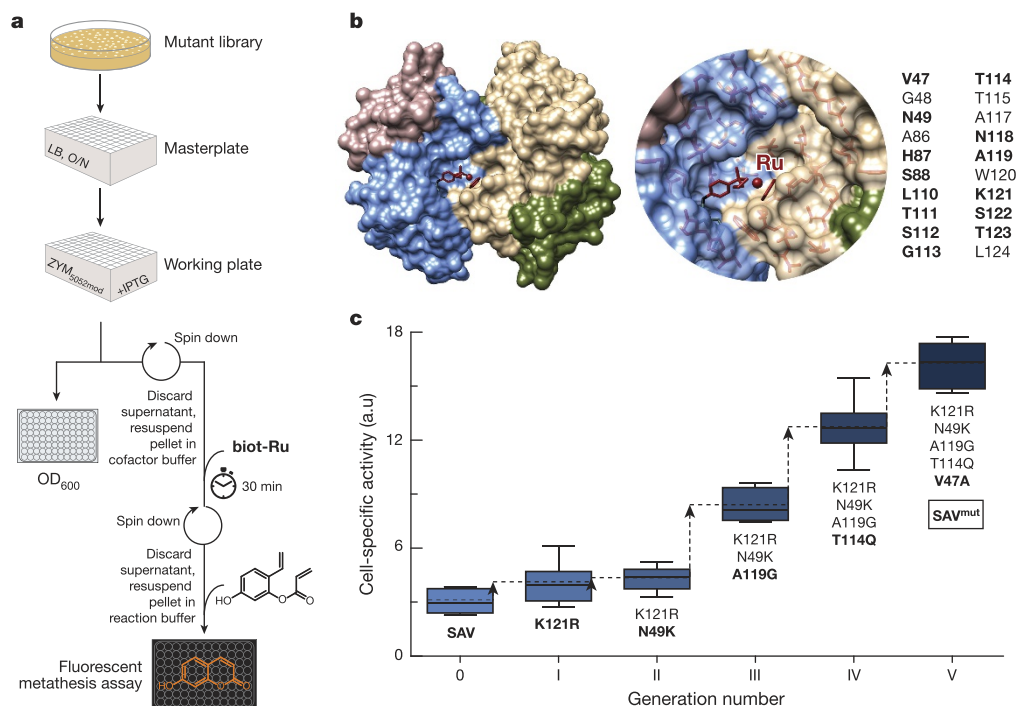 a
Mutant library
LB, O/N
Masterplate
ZYM5052mod
+IPTG
Working plate
Spin down
Discard
supernatant,
resuspend
pellet in
cofactor buffer
OD600
biot-Ru
30 min
Spin down
Discard
supernatant,
resuspend
pellet in
reaction buffer
HO
O
O
Fluorescent
metathesis assay
HO
O
O
b
Ru
V47
G48
N49
A86
H87
S88
L110
T111
S112
G113
T114
T115
A117
N118
A119
W120
K121
S122
T123
L124
c
Cell-specific activity (a.u)
18
12
6
0
SAV
K121R
K121R
N49K
K121R
N49K
A119G
K121R
N49K
A119G
T114Q
K121R
N49K
A119G
T114Q
V47A
SAVmut
0
I
II
III
IV
V
Generation number